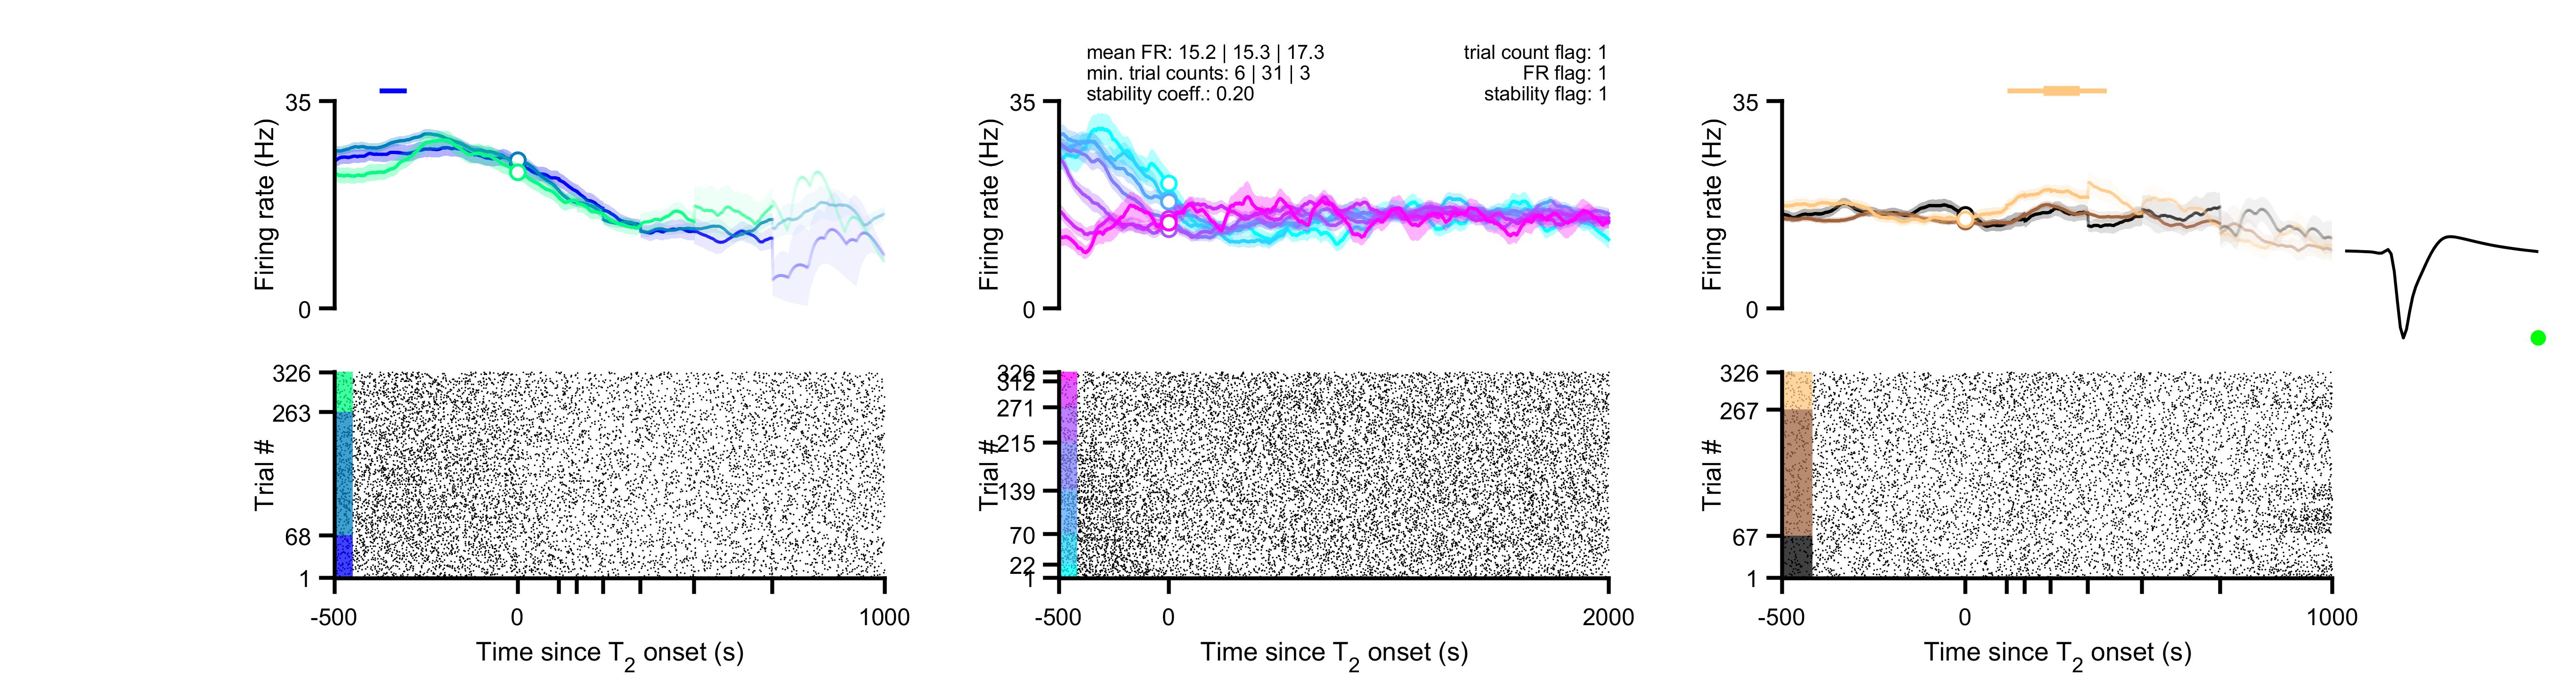 mean FR: 15.2 | 15.3 | 17.3
min. trial counts: 6 | 31 | 3
stability coeff.: 0.20
trial count flag: 1
FR flag: 1
stability flag: 1
35
Firing rate (Hz)
0
35
Firing rate (Hz)
0
35
Firing rate (Hz)
0
326
263
Trial #
68
1
-500
0
1000
Time since T2 onset (s)
326
312
271
215
Trial #
139
70
22
1
-500
0
2000
Time since T2 onset (s)
326
267
Trial #
67
1
-500
0
1000
Time since T2 onset (s)